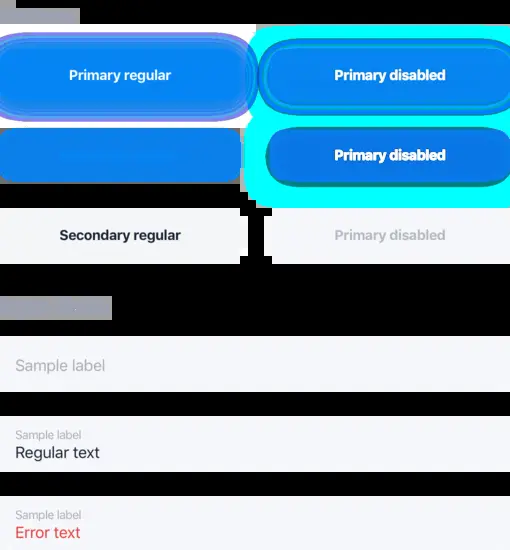 Primary regular
Primary disabled
Primary disabled
Secondary regular
Primary disabled
Sample label
Sample label
Regular text
Sample label
Error text